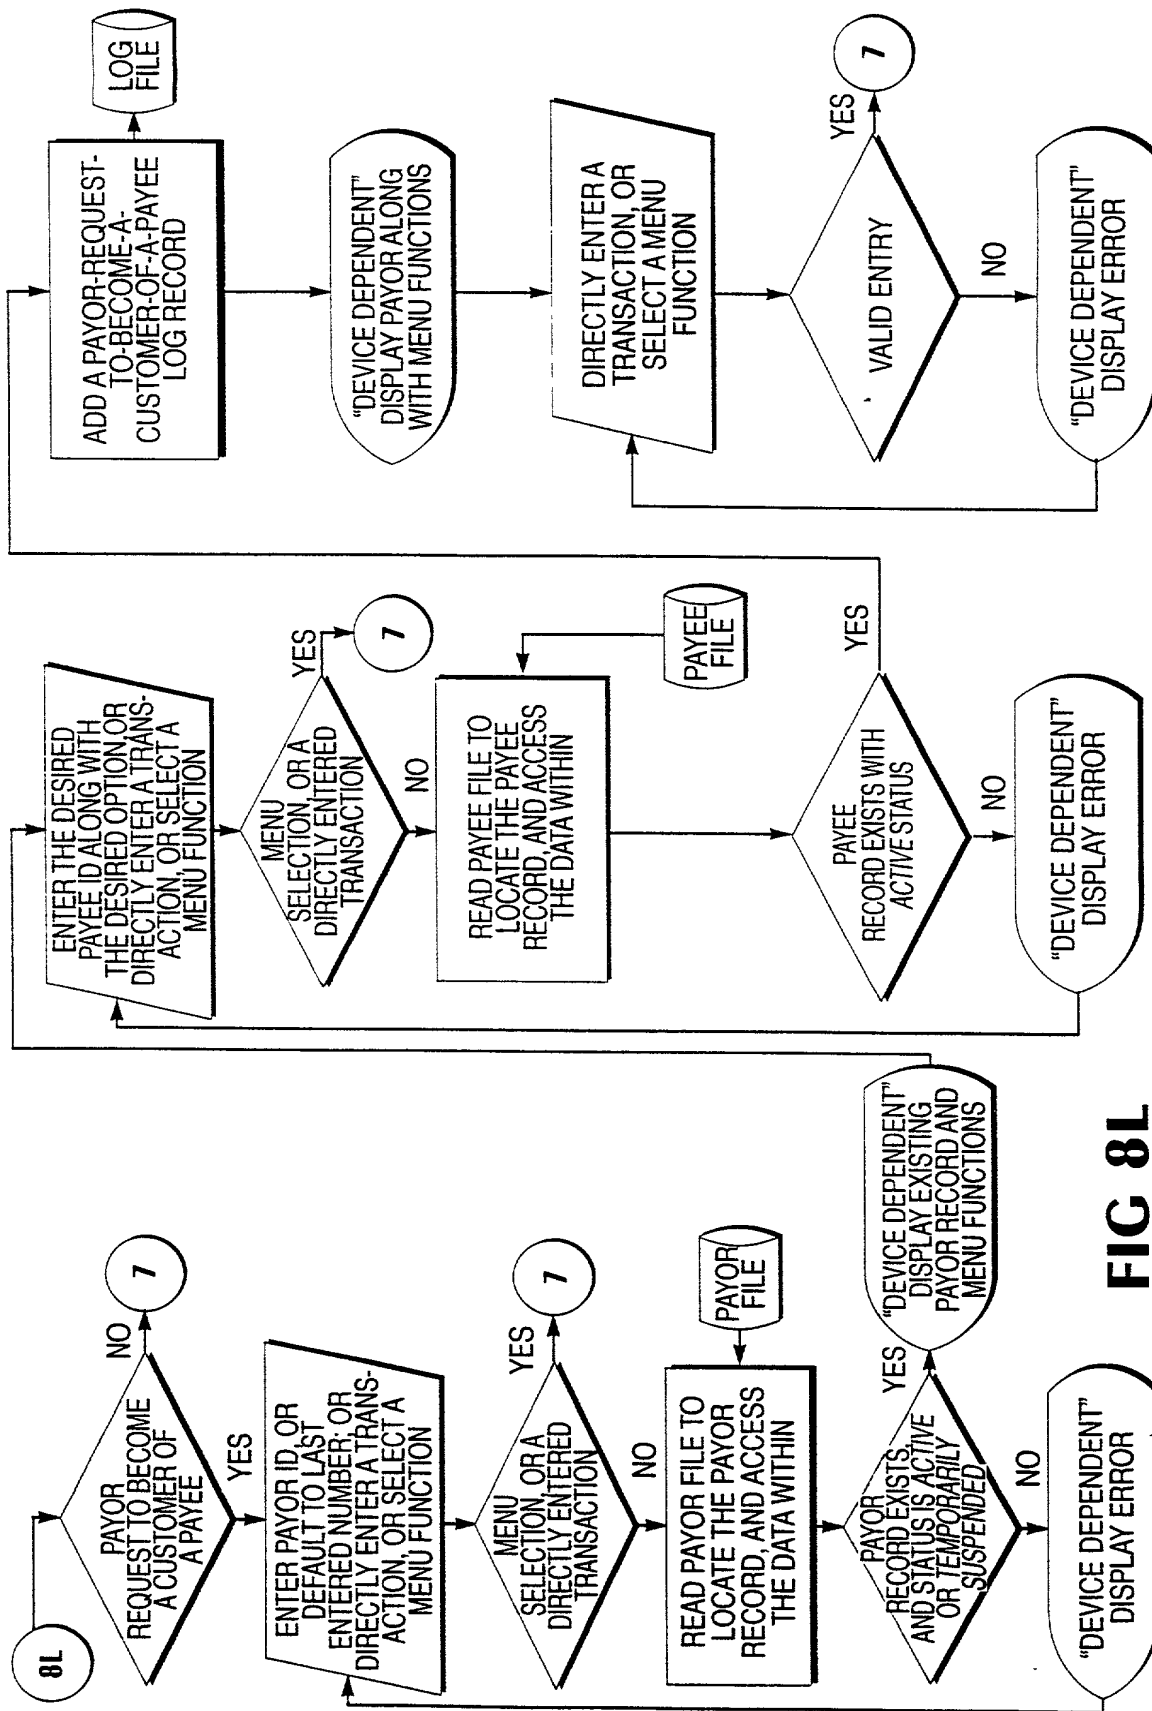 8L
PAYOR
REQUEST TO BECOME
A CUSTOMER OF
A PAYEE
NO
7
YES
ENTER PAYOR ID, OR
DEFAULT TO LAST
ENTERED NUMBER; OR
DIRECTLY ENTER A TRANS-
ACTION, OR SELECT A
MENU FUNCTION
MENU
SELECTION, OR A
DIRECTLY ENTERED
TRANSACTION
YES
7
NO
READ PAYOR FILE TO
LOCATE THE PAYOR
RECORD, AND ACCESS
THE DATA WITHIN
PAYOR
FILE
PAYOR
RECORD EXISTS,
AND STATUS IS ACTIVE
OR TEMPORARILY
SUSPENDED
YES
"DEVICE DEPENDENT"
DISPLAY EXISTING
PAYOR RECORD AND
MENU FUNCTIONS
NO
"DEVICE DEPENDENT"
DISPLAY ERROR
ENTER THE DESIRED
PAYEE ID ALONG WITH
THE DESIRED OPTION, OR
DIRECTLY ENTER A TRANS-
ACTION, OR SELECT A
MENU FUNCTION
MENU
SELECTION, OR A
DIRECTLY ENTERED
TRANSACTION
YES
7
NO
READ PAYEE FILE TO
LOCATE THE PAYEE
RECORD, AND ACCESS
THE DATA WITHIN
PAYEE
FILE
PAYEE
RECORD EXISTS WITH
ACTIVE STATUS
YES
NO
"DEVICE DEPENDENT"
DISPLAY ERROR
ADD A PAYOR-REQUEST-
TO-BECOME-A-
CUSTOMER-OF-A-PAYEE
LOG RECORD
LOG
FILE
"DEVICE DEPENDENT"
DISPLAY PAYOR ALONG
WITH MENU FUNCTIONS
DIRECTLY ENTER A
TRANSACTION, OR
SELECT A MENU
FUNCTION
VALID ENTRY
YES
7
NO
"DEVICE DEPENDENT"
DISPLAY ERROR
FIG 8L